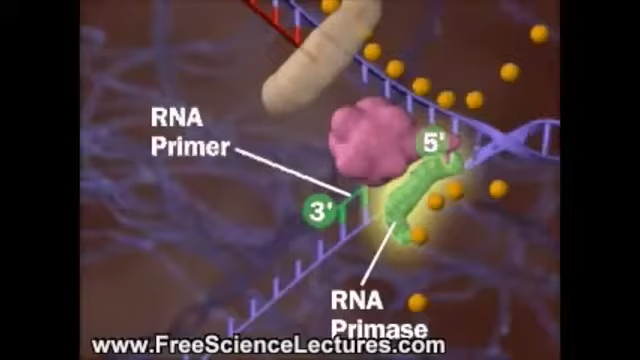 RNA
Primer
5'
3'
RNA
Primase
www.FreeScienceLectures.com